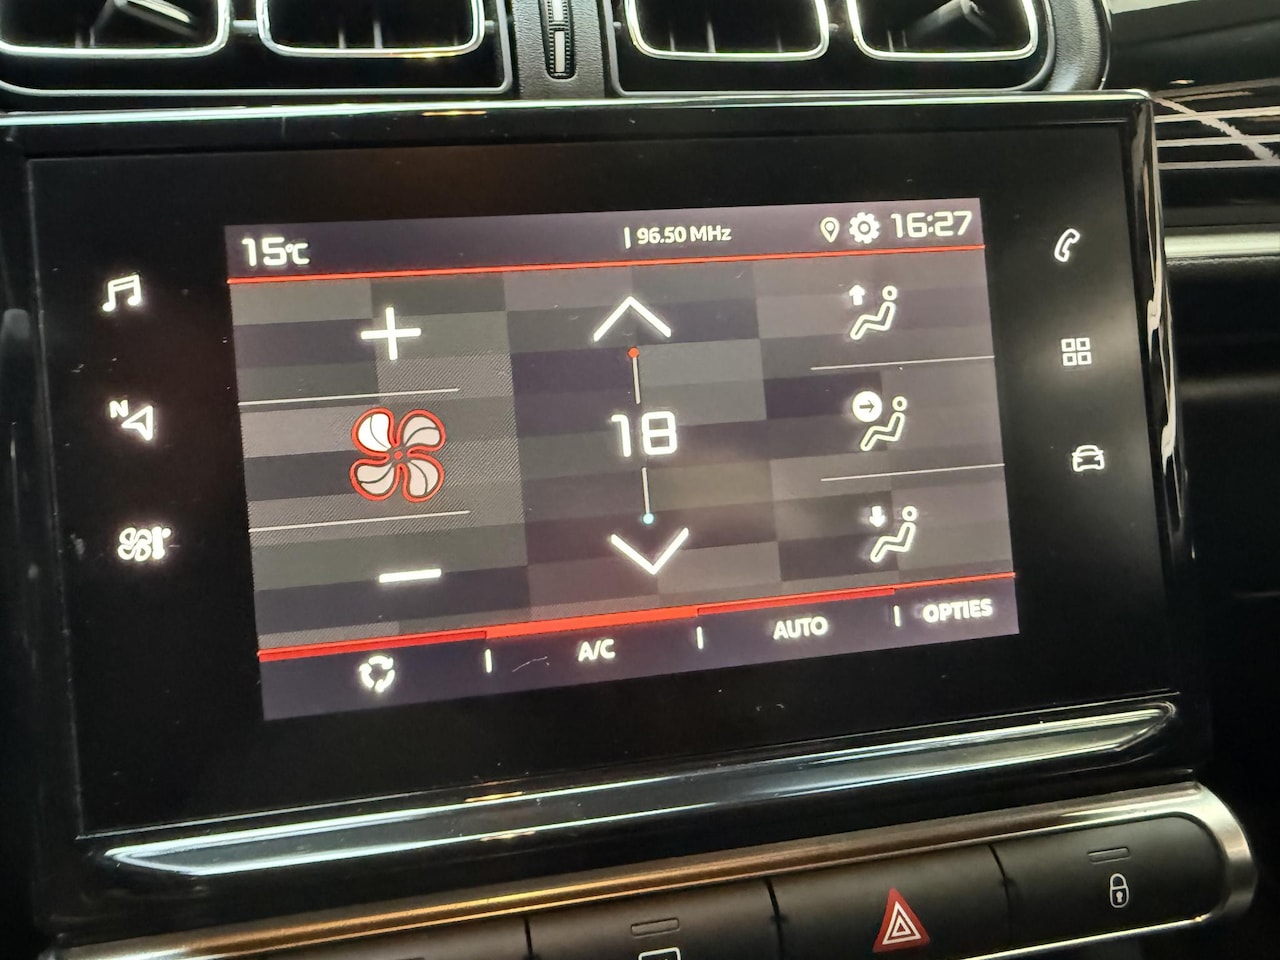 15°C
96.50 MHz
16:27
N
18
A/C
AUTO
OPTIES